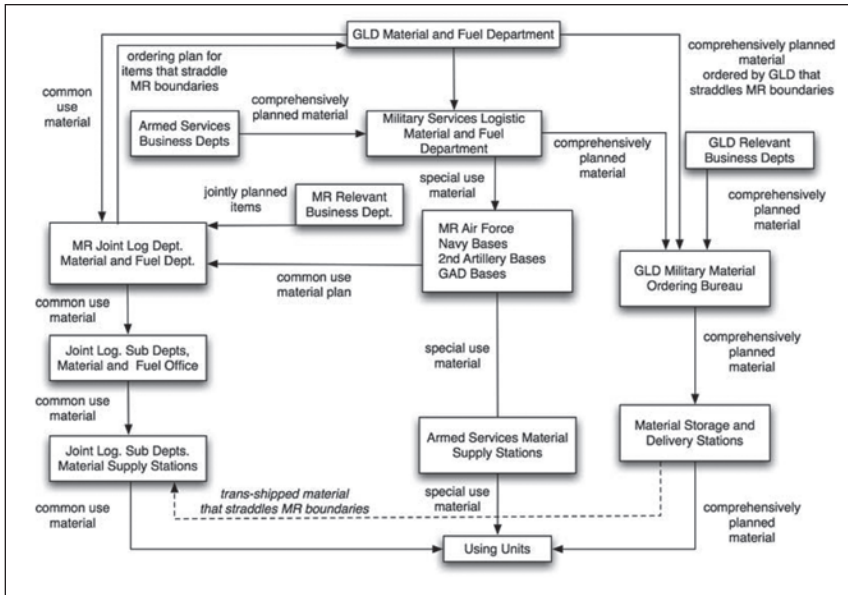 GLD Material and Fuel Department
ordering plan for
items that straddle
MR boundaries
comprehensively planned
material
ordered by GLD that
straddles MR boundaries
common
use
material
comprehensively
planned material
Armed Services
Business Depts
Military Services Logistic
Material and Fuel
Department
comprehensively
planned
material
GLD Relevant
Business Depts
special use
material
comprehensively
planned
material
jointly planned
items
MR Relevant
Business Dept.
MR Joint Log Dept.
Material and Fuel Dept.
MR Air Force
Navy Bases
2nd Artillery Bases
GAD Bases
GLD Military Material
Ordering Bureau
common use
material plan
common use
material
Joint Log. Sub Depts,
Material and Fuel Office
special use
material
comprehensively
planned
material
common use
material
Joint Log. Sub Depts.
Material Supply Stations
Armed Services Material
Supply Stations
Material Storage and
Delivery Stations
common use
material
trans-shipped material
that straddles MR boundaries
special use
material
comprehensively
planned
material
Using Units